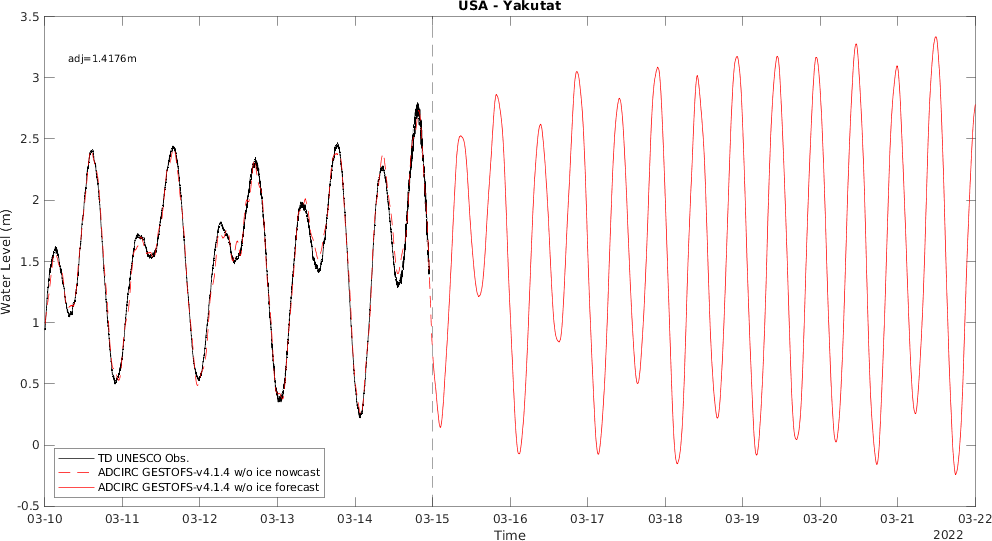 USA - Yakutat
3.5
3
2.5
2
1.5
1
0.5
0
-0.5
Water Level (m)
adj=1.4176m
TD UNESCO Obs.
ADCIRC GESTOFS-v4.1.4 w/o ice nowcast
ADCIRC GESTOFS-v4.1.4 w/o ice forecast
03-10 03-11 03-12 03-13 03-14 03-15 03-16 03-17 03-18 03-19 03-20 03-21 03-22
Time
2022